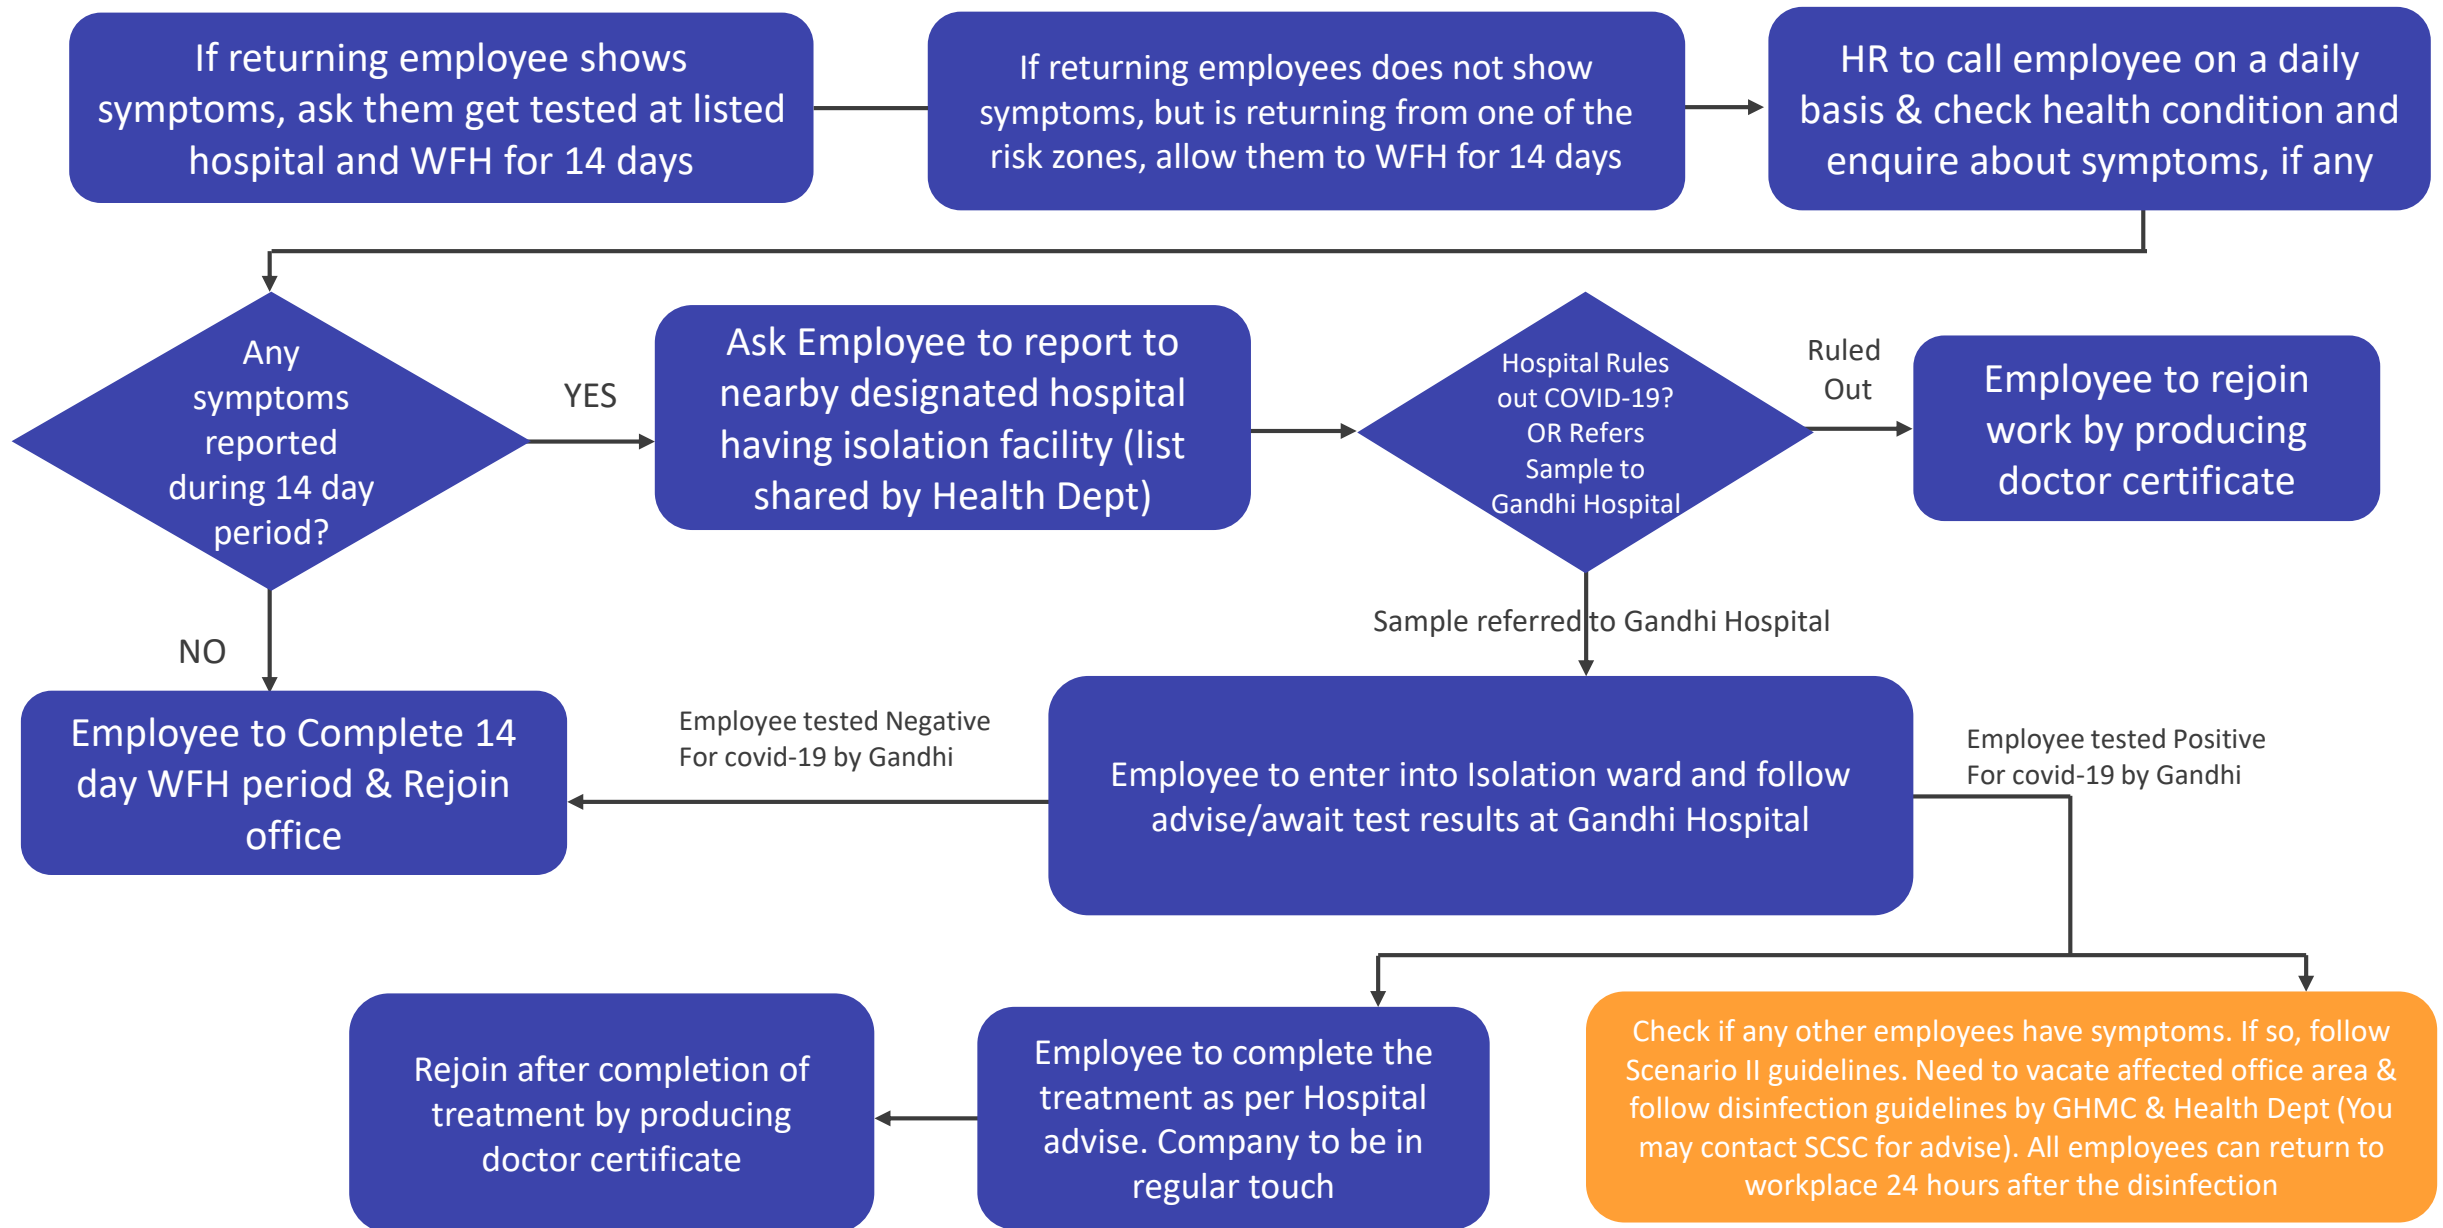 If returning employee shows
symptoms, ask them get tested at listed
hospital and WFH for 14 days
If returning employees does not show
symptoms, but is returning from one of the
risk zones, allow them to WFH for 14 days
HR to call employee on a daily
basis & check health condition and
enquire about symptoms, if any
Any
symptoms
reported
during 14 day
period?
YES
Ask Employee to report to
nearby designated hospital
having isolation facility (list
shared by Health Dept)
Hospital Rules
out COVID-19?
OR Refers
Sample to
Gandhi Hospital
Ruled
Out
Employee to rejoin
work by producing
doctor certificate
NO
Sample referred to Gandhi Hospital
Employee to Complete 14
day WFH period & Rejoin
office
Employee tested Negative
For covid-19 by Gandhi
Employee to enter into Isolation ward and follow
advise/await test results at Gandhi Hospital
Employee tested Positive
For covid-19 by Gandhi
Rejoin after completion of
treatment by producing
doctor certificate
Employee to complete the
treatment as per Hospital
advise. Company to be in
regular touch
Check if any other employees have symptoms. If so, follow
Scenario II guidelines. Need to vacate affected office area &
follow disinfection guidelines by GHMC & Health Dept (You
may contact SCSC for advise). All employees can return to
workplace 24 hours after the disinfection